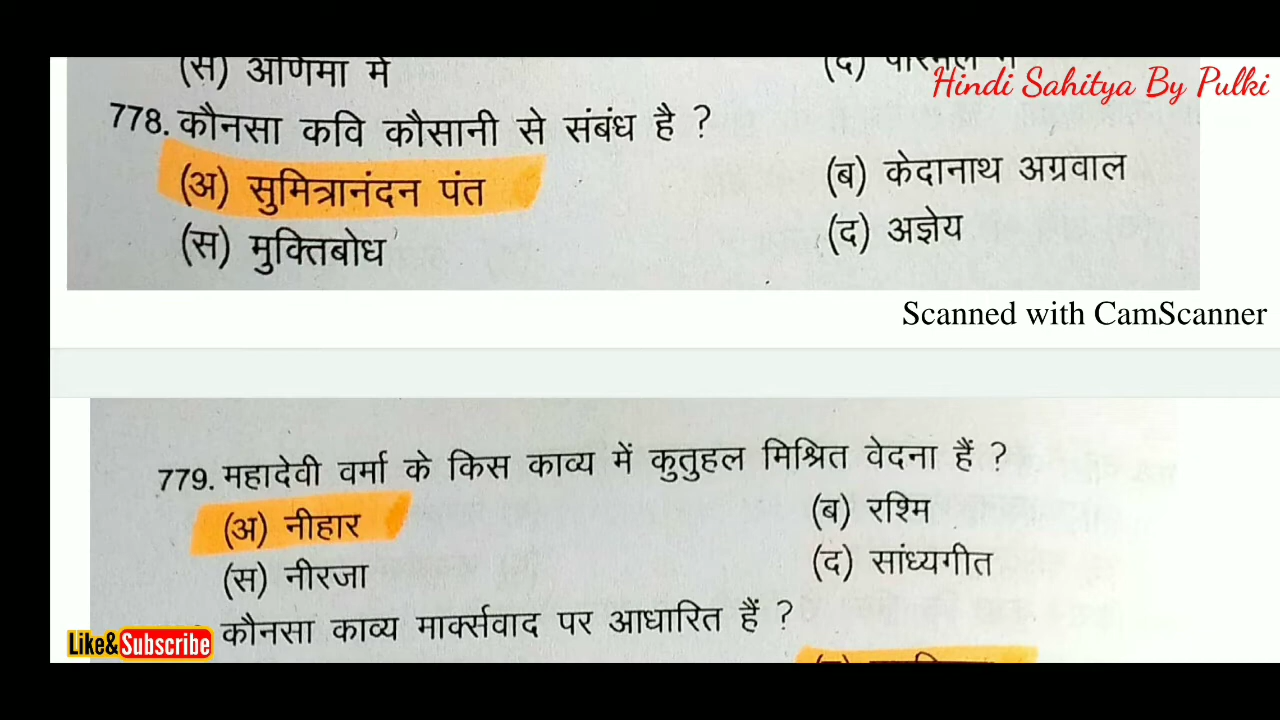 (स) अणिमा में
(द)
Hindi Sahitya By Pulki
778. कौनसा कवि कौसानी से संबंध है ?
(अ) सुमित्रानंदन पंत
(ब) केदानाथ अग्रवाल
(स) मुक्तिबोध
(द) अज्ञेय
Scanned with CamScanner
779. महादेवी वर्मा के किस काव्य में कुतुहल मिश्रित वेदना हैं ?
(अ) नीहार
(ब) रश्मि
(स) नीरजा
(द) सांध्यगीत
कौनसा काव्य मार्क्सवाद पर आधारित हैं ?
Like& Subscribe